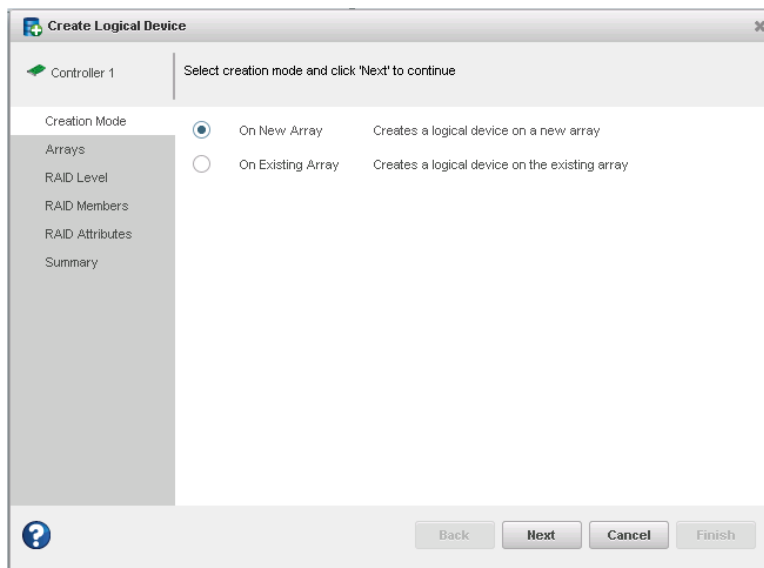 Create Logical Device
Controller 1
Select creation mode and click 'Next' to continue
Creation Mode
Arrays
RAID Level
RAID Members
RAID Attributes
Summary
On New Array Creates a logical device on a new array
On Existing Array Creates a logical device on the existing array
?
Back Next Cancel Finish